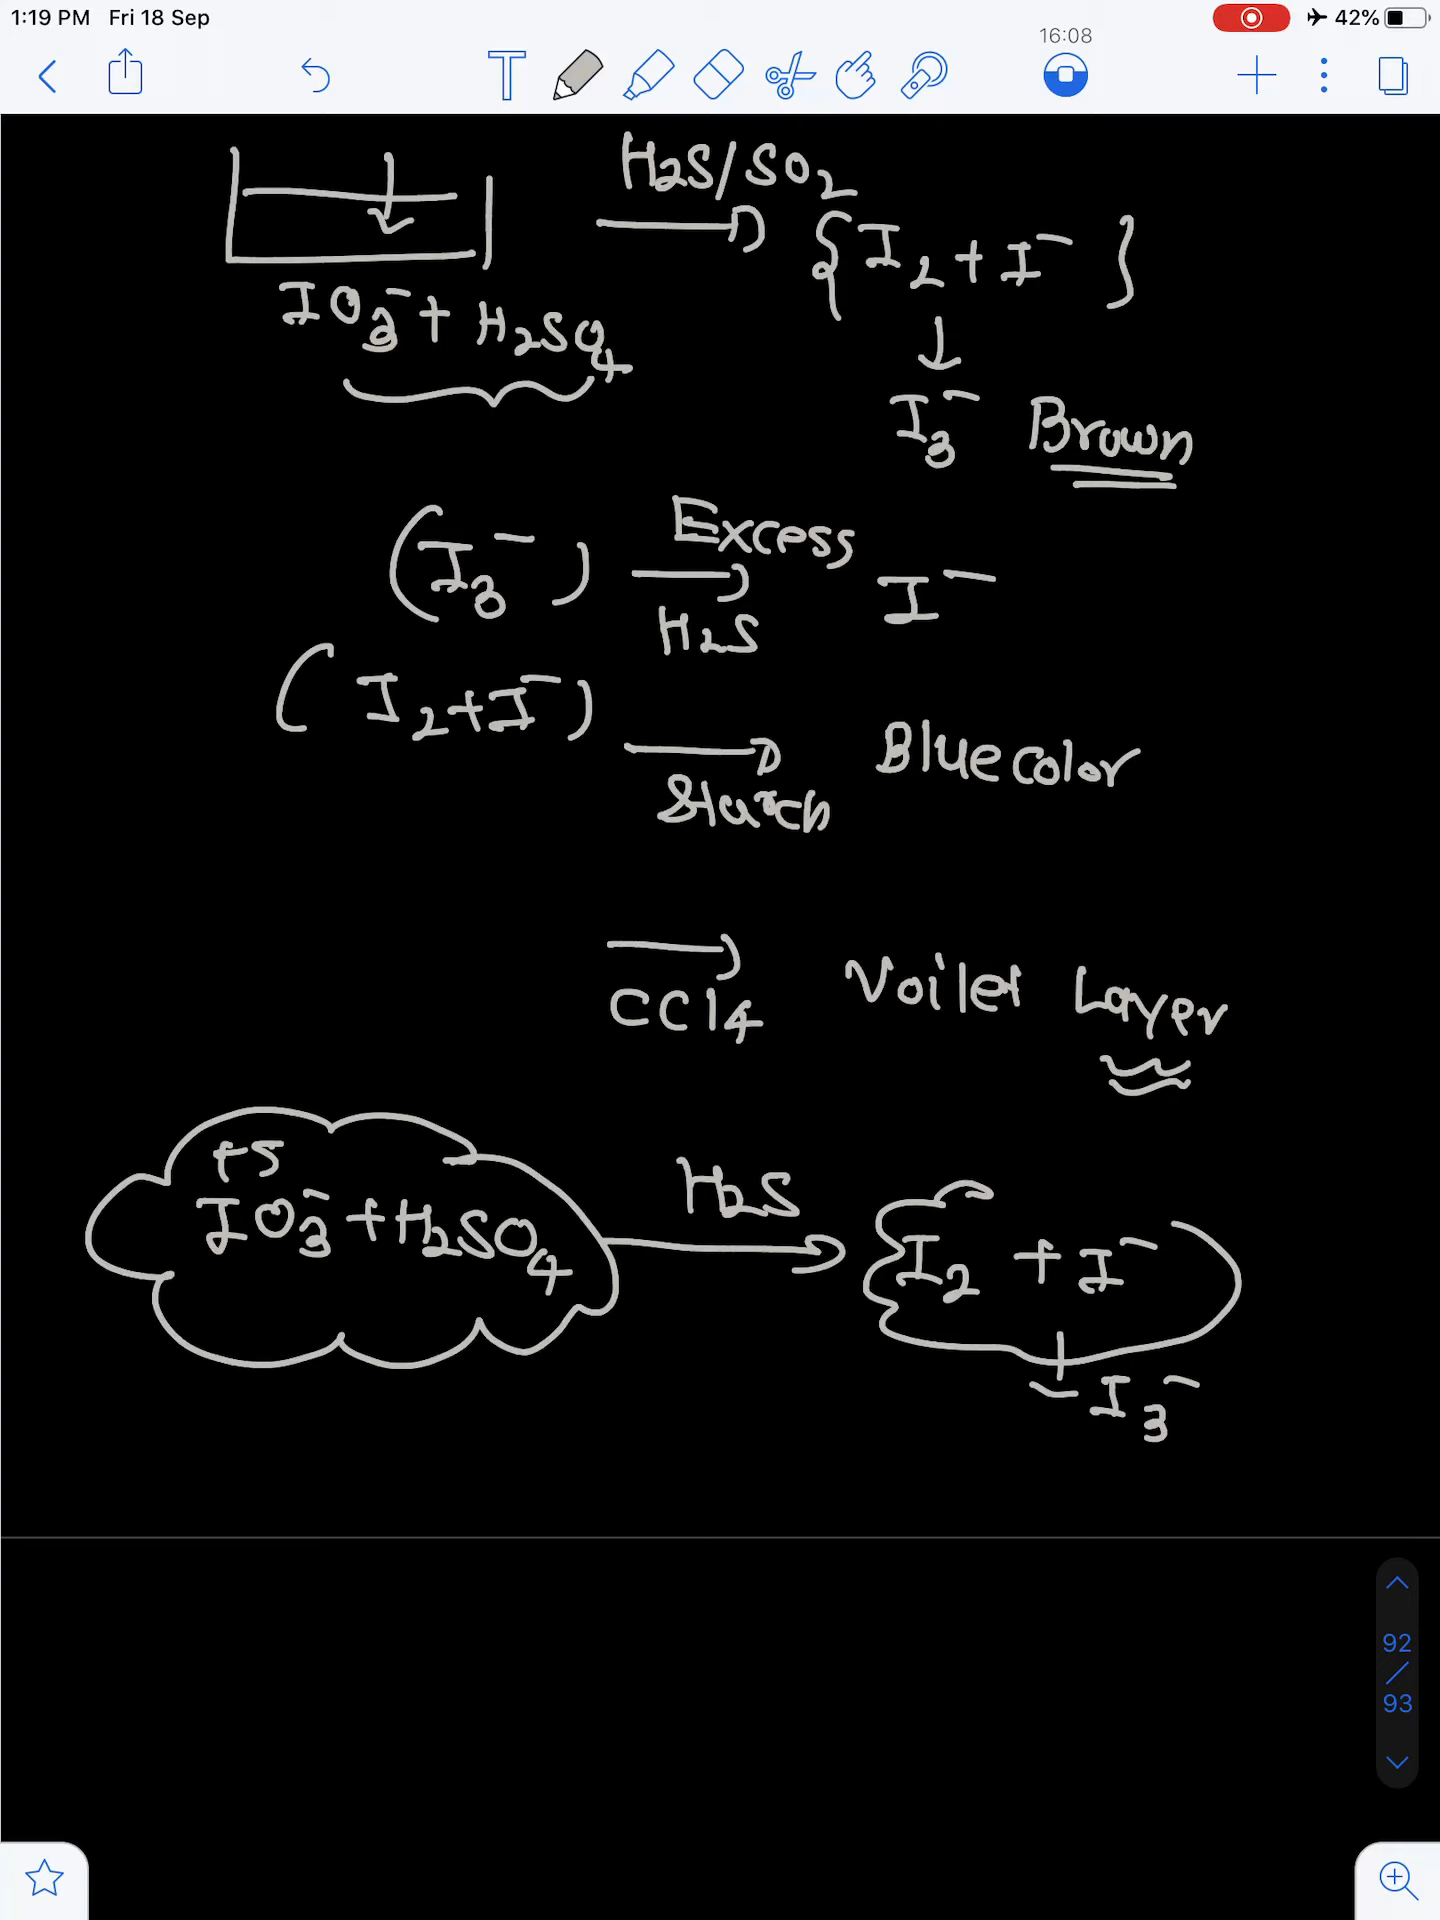 1:19 PM Fri 18 Sep
42%
16:08
T
H2S/SO2
{I2 + I⁻}
IO3⁻ + H2SO4
I3⁻ Brown
(I3⁻) Excess I⁻
H2S
(I2 + I⁻) Blue color
Starch
CCl4 Voilet Layer
+5
IO3⁻ + H2SO4 H2S I2 + I⁻
I3⁻
92
/
93